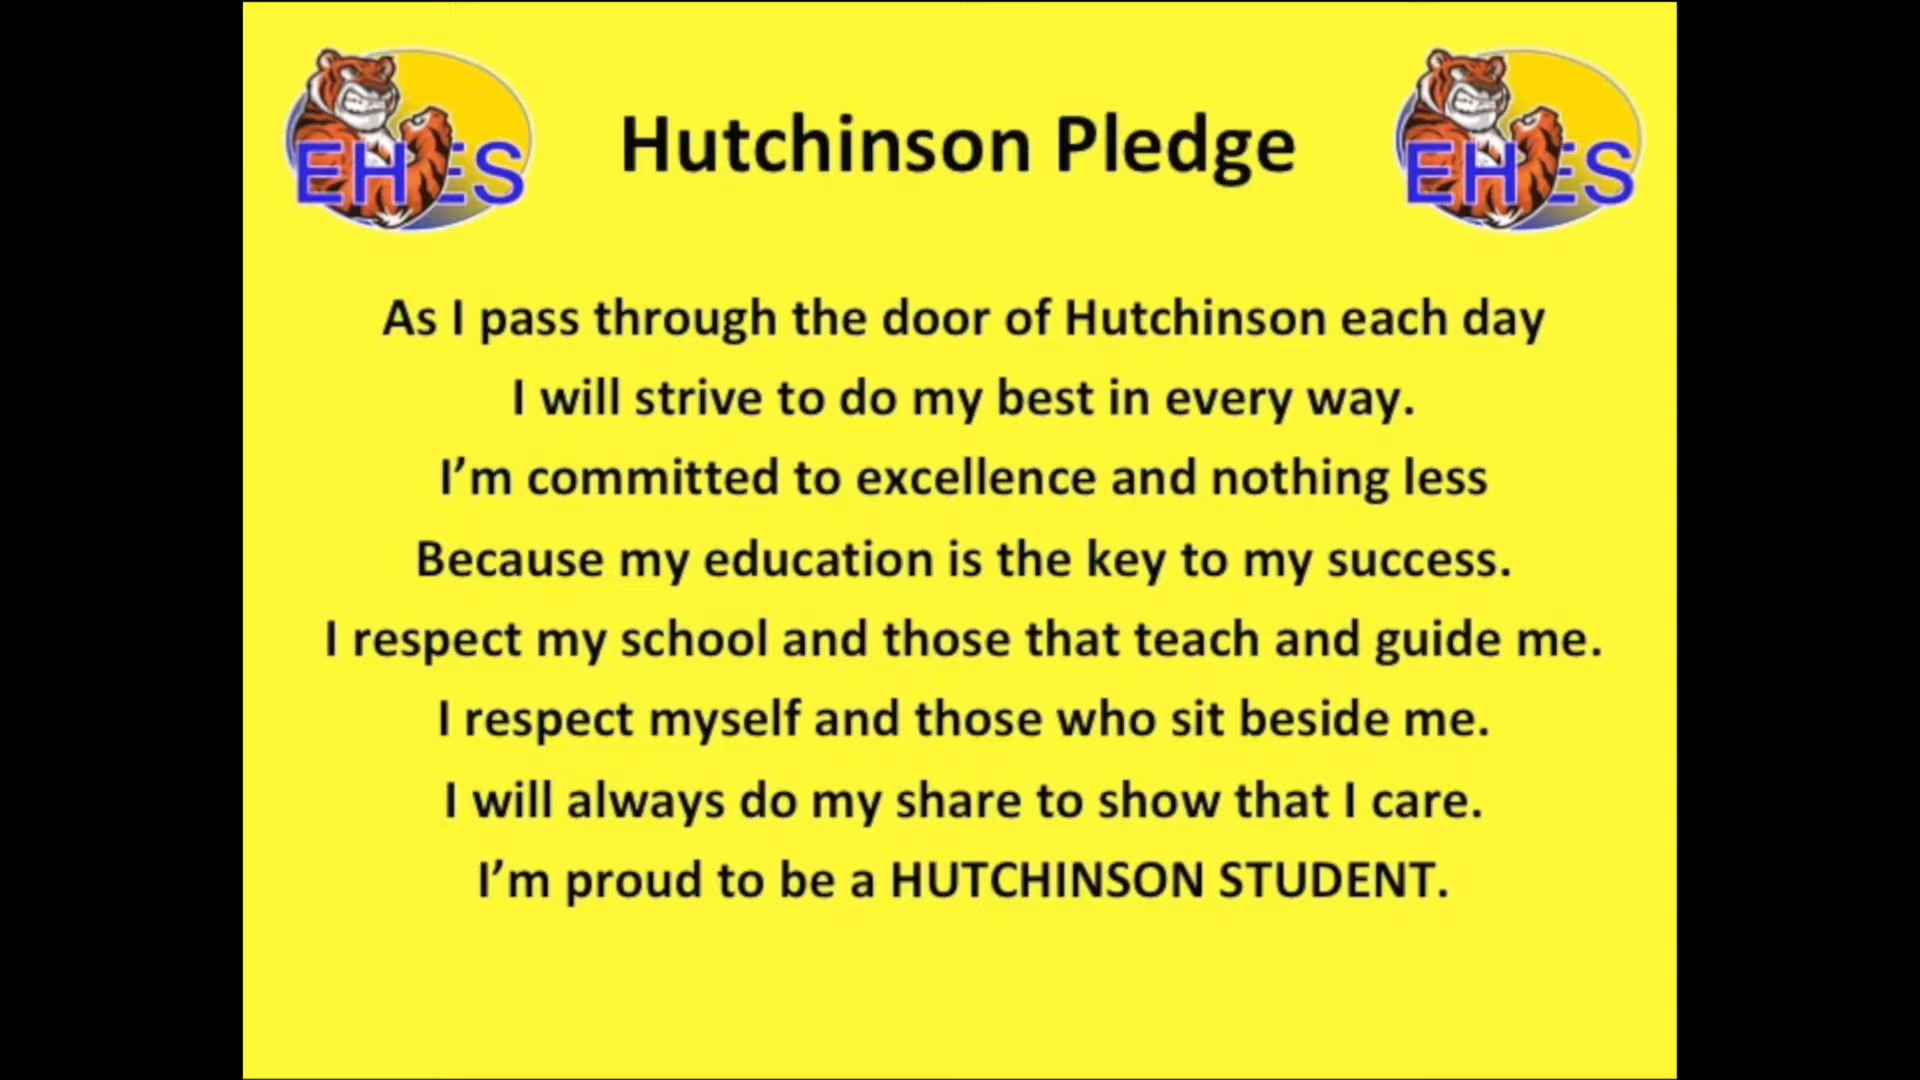 EHES
Hutchinson Pledge
EHES
As I pass through the door of Hutchinson each day
I will strive to do my best in every way.
I’m committed to excellence and nothing less
Because my education is the key to my success.
I respect my school and those that teach and guide me.
I respect myself and those who sit beside me.
I will always do my share to show that I care.
I’m proud to be a HUTCHINSON STUDENT.